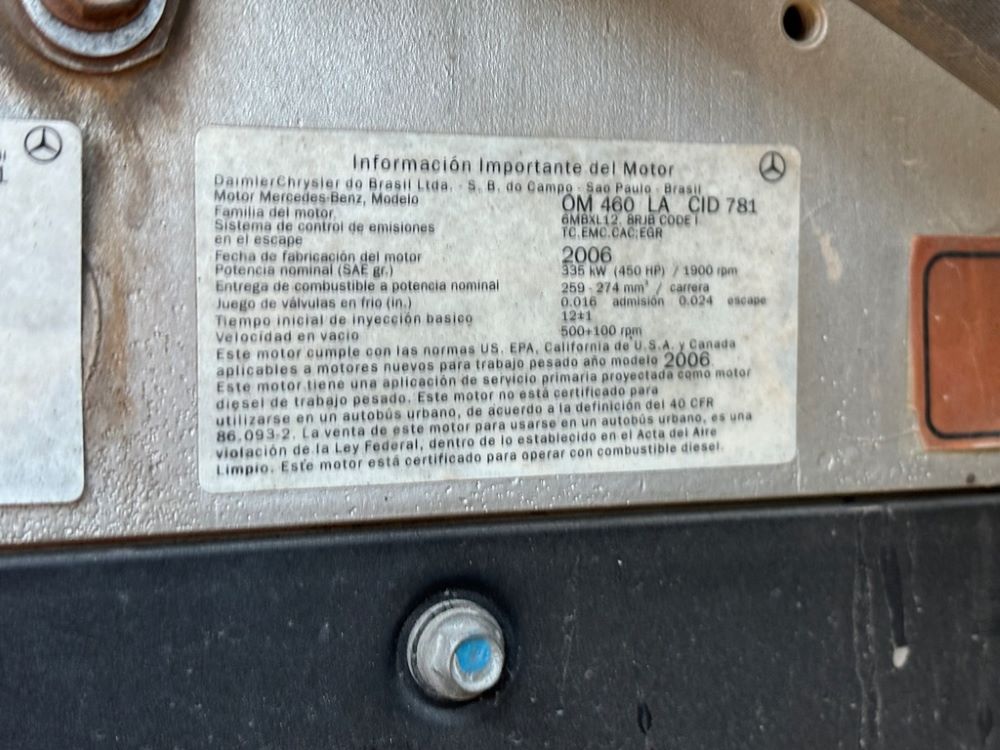 Información Importante del Motor
DaimlerChrysler do Brasil Ltda. - S. B. do Campo - Sao Paulo - Brasil
Motor Mercedes-Benz, Modelo OM 460 LA CID 781
Familia del motor. 6MBXL12. 8RJB CODE I
Sistema de control de emisiones TC,EMC,CAC,EGR
en el escape
Fecha de fabricación del motor 2006
Potencia nominal (SAE gr.) 335 kW (450 HP) / 1900 rpm
Entrega de combustible a potencia nominal 259 - 274 mm³ / carrera
Juego de válvulas en frio (in.) 0.016 admisión 0.024 escape
Tiempo inicial de inyección basico 12±1
Velocidad en vacio 500+100 rpm
Este motor cumple con las normas US. EPA, California de U.S.A. y Canada
aplicables a motores nuevos para trabajo pesado año modelo 2006.
Este motor tiene una aplicación de servicio primaria proyectada como motor
diesel de trabajo pesado. Este motor no está certificado para
utilizarse en un autobús urbano, de acuerdo a la definición del 40 CFR
86.093-2. La venta de este motor para usarse en un autobús urbano, es una
violación de la Ley Federal, dentro de lo establecido en el Acta del Aire
Limpio. Este motor está certificado para operar con combustible diesel.